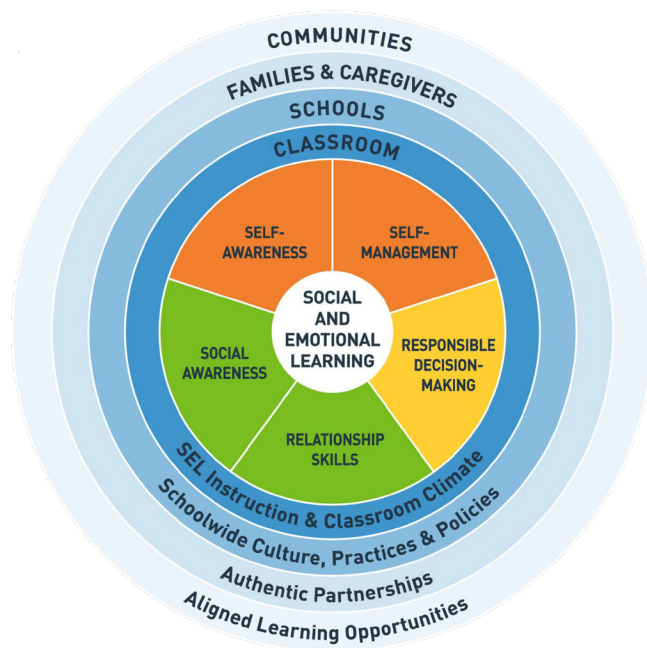 COMMUNITIES
FAMILIES & CAREGIVERS
SCHOOLS
CLASSROOM
SELF-
AWARENESS
SELF-
MANAGEMENT
SOCIAL
AND
EMOTIONAL
LEARNING
SOCIAL
AWARENESS
RESPONSIBLE
DECISION-
MAKING
RELATIONSHIP
SKILLS
SEL Instruction & Classroom Climate
Schoolwide Culture, Practices & Policies
Authentic Partnerships
Aligned Learning Opportunities